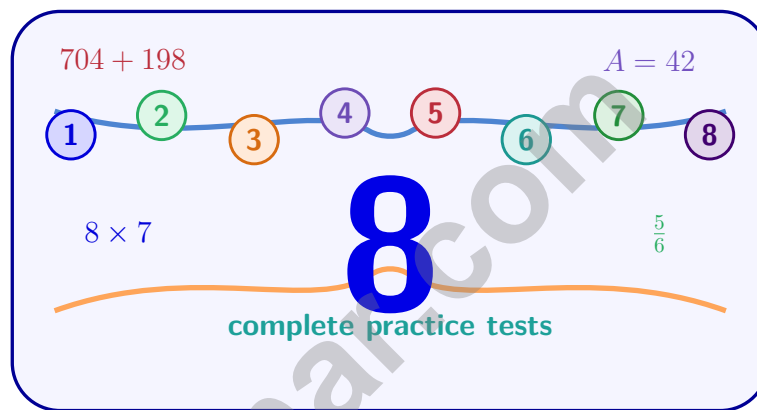 704 + 198
A = 42
1 2 3 4 5 6 7 8
8 × 7
5/6
8
complete practice tests